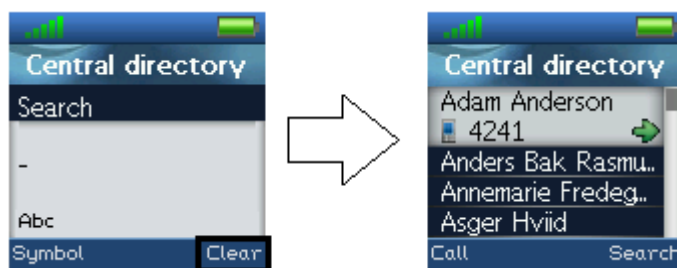 Central directory
Search
_
Abc
Symbol Clear
Central directory
Adam Anderson
4241
Anders Bak Rasmu..
Annemarie Fredeg..
Asger Hviid
Call Search